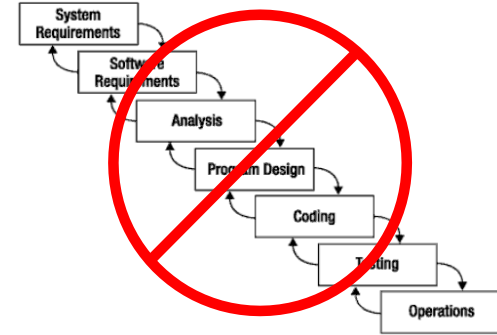 System
Requirements
Software
Requirements
Analysis
Program Design
Coding
Testing
Operations